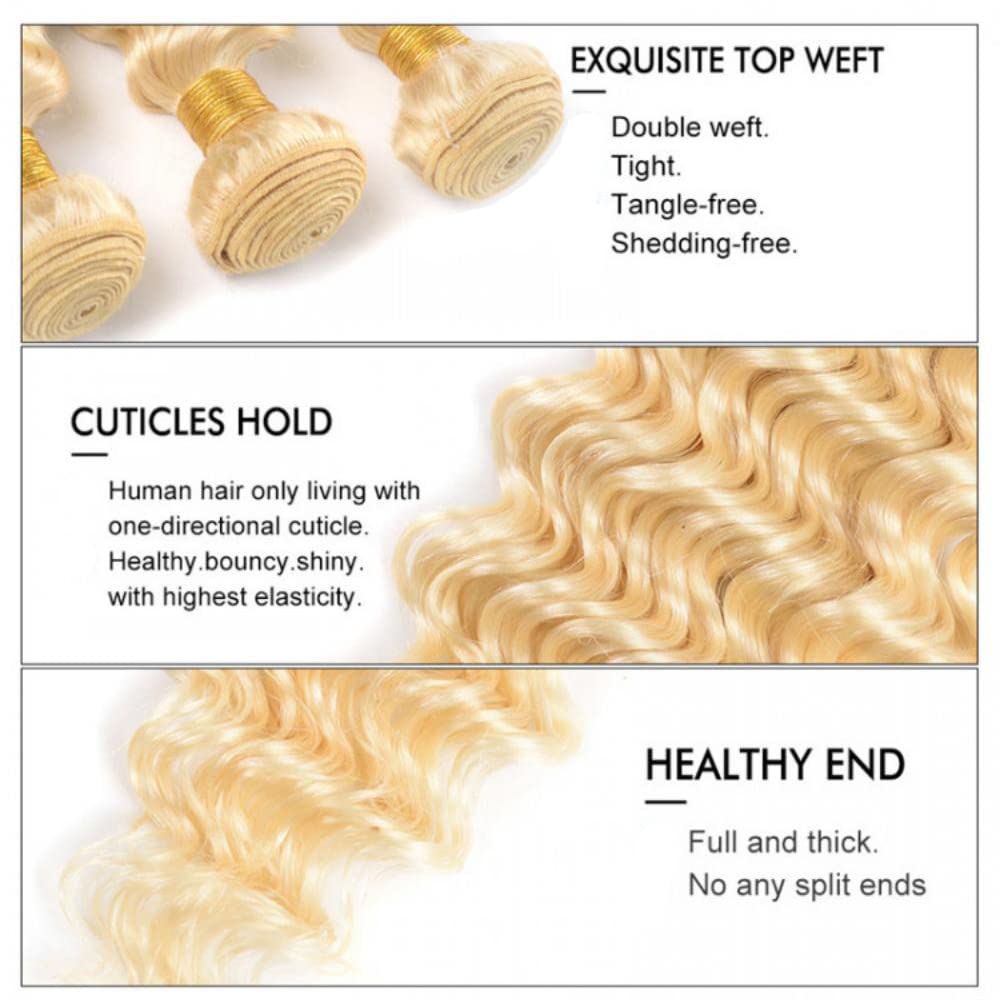 EXQUISITE TOP WEFT
Double weft.
Tight.
Tangle-free.
Shedding-free.
CUTICLES HOLD
Human hair only living with
one-directional cuticle.
Healthy.bouncy.shiny.
with highest elasticity.
HEALTHY END
Full and thick.
No any split ends